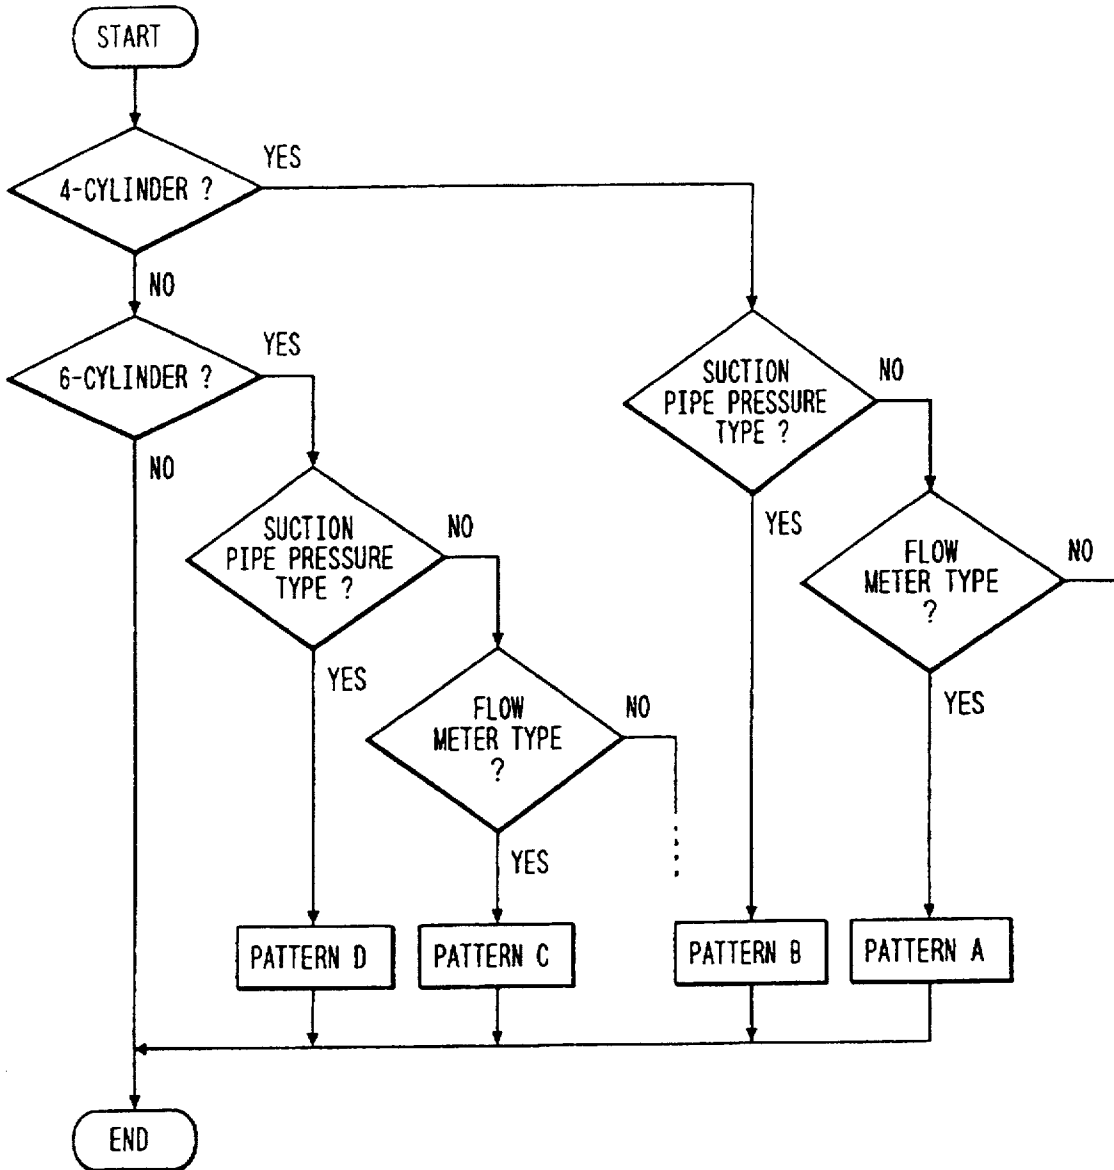 START
4-CYLINDER ?
YES
NO
6-CYLINDER ?
YES
NO
SUCTION
PIPE PRESSURE
TYPE ?
NO
YES
SUCTION
PIPE PRESSURE
TYPE ?
NO
YES
FLOW
METER TYPE
?
NO
YES
FLOW
METER TYPE
?
NO
YES
PATTERN D
PATTERN C
PATTERN B
PATTERN A
END